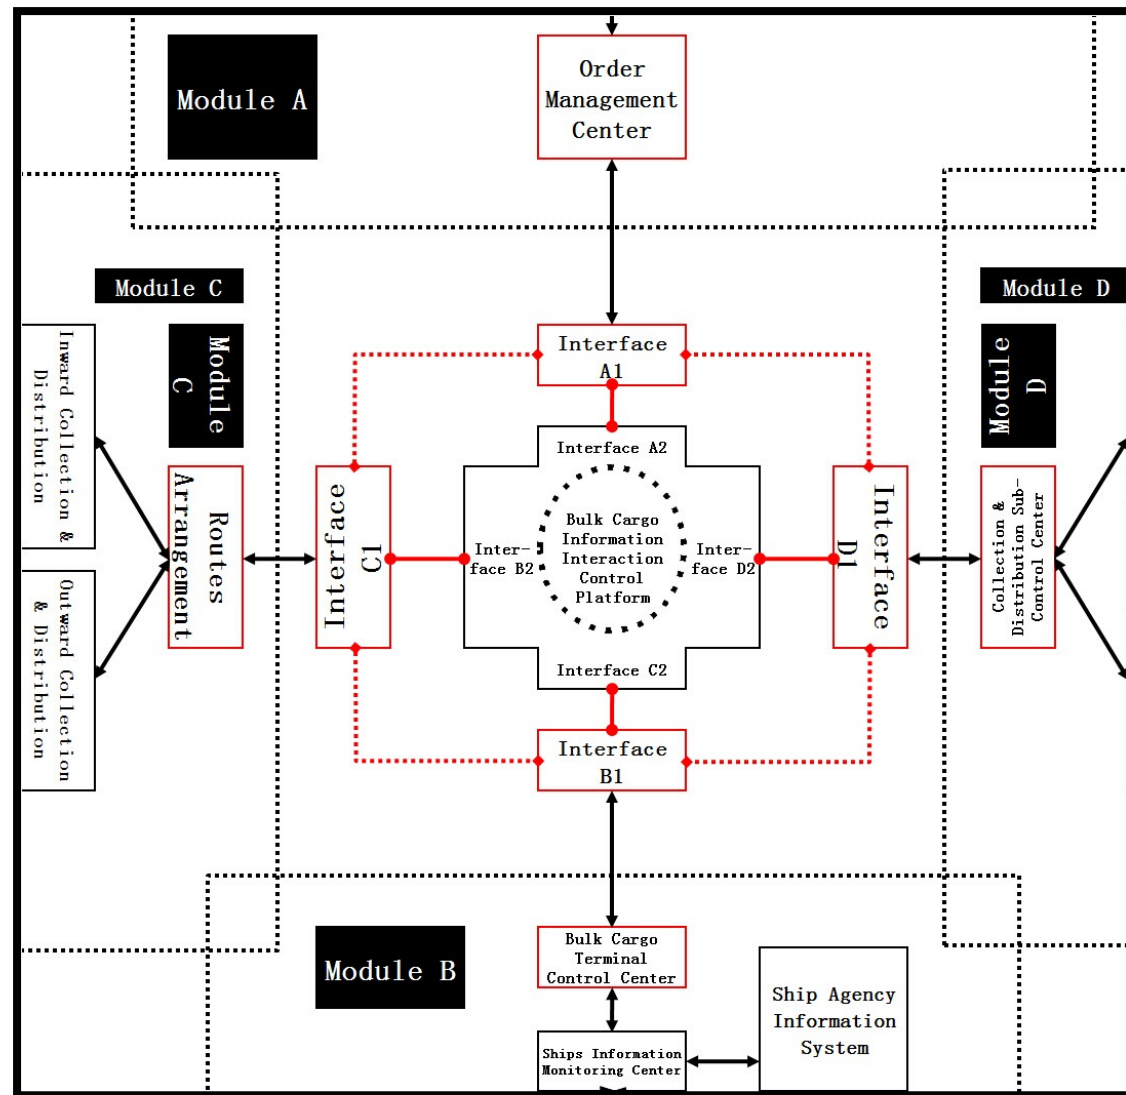 Module A
Order
Management
Center
Module C
Module D
Inward Collection &
Distribution
Module
C
Interface
A1
Module
D
Interface A2
Routes
Arrangement
Interface
C1
Inter-
face B2
Bulk Cargo
Information
Interaction
Control
Platform
Inter-
face D2
Interface
D1
Collection &
Distribution Sub-
Control Center
Outward Collection
& Distribution
Interface C2
Interface
B1
Module B
Bulk Cargo
Terminal
Control Center
Ship Agency
Information
System
Ships Information
Monitoring Center